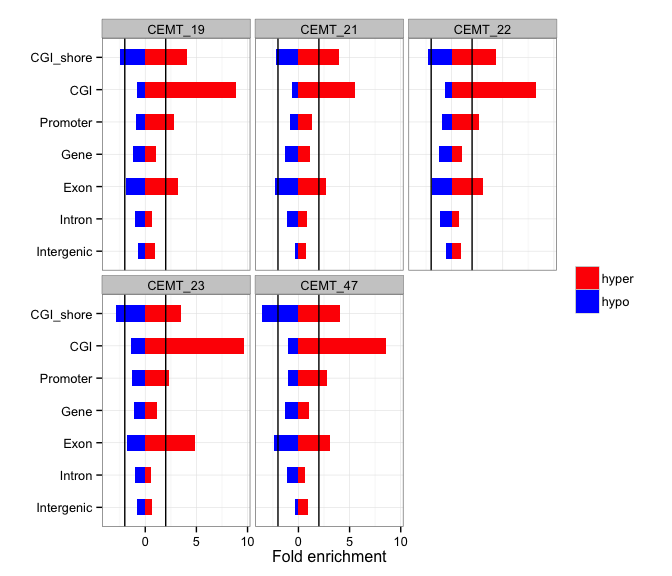 CEMT_19 CEMT_21 CEMT_22
CGI_shore
CGI
Promoter
Gene
Exon
Intron
Intergenic
hyper
hypo
CEMT_23 CEMT_47
CGI_shore
CGI
Promoter
Gene
Exon
Intron
Intergenic
0 5 10 0 5 10
Fold enrichment